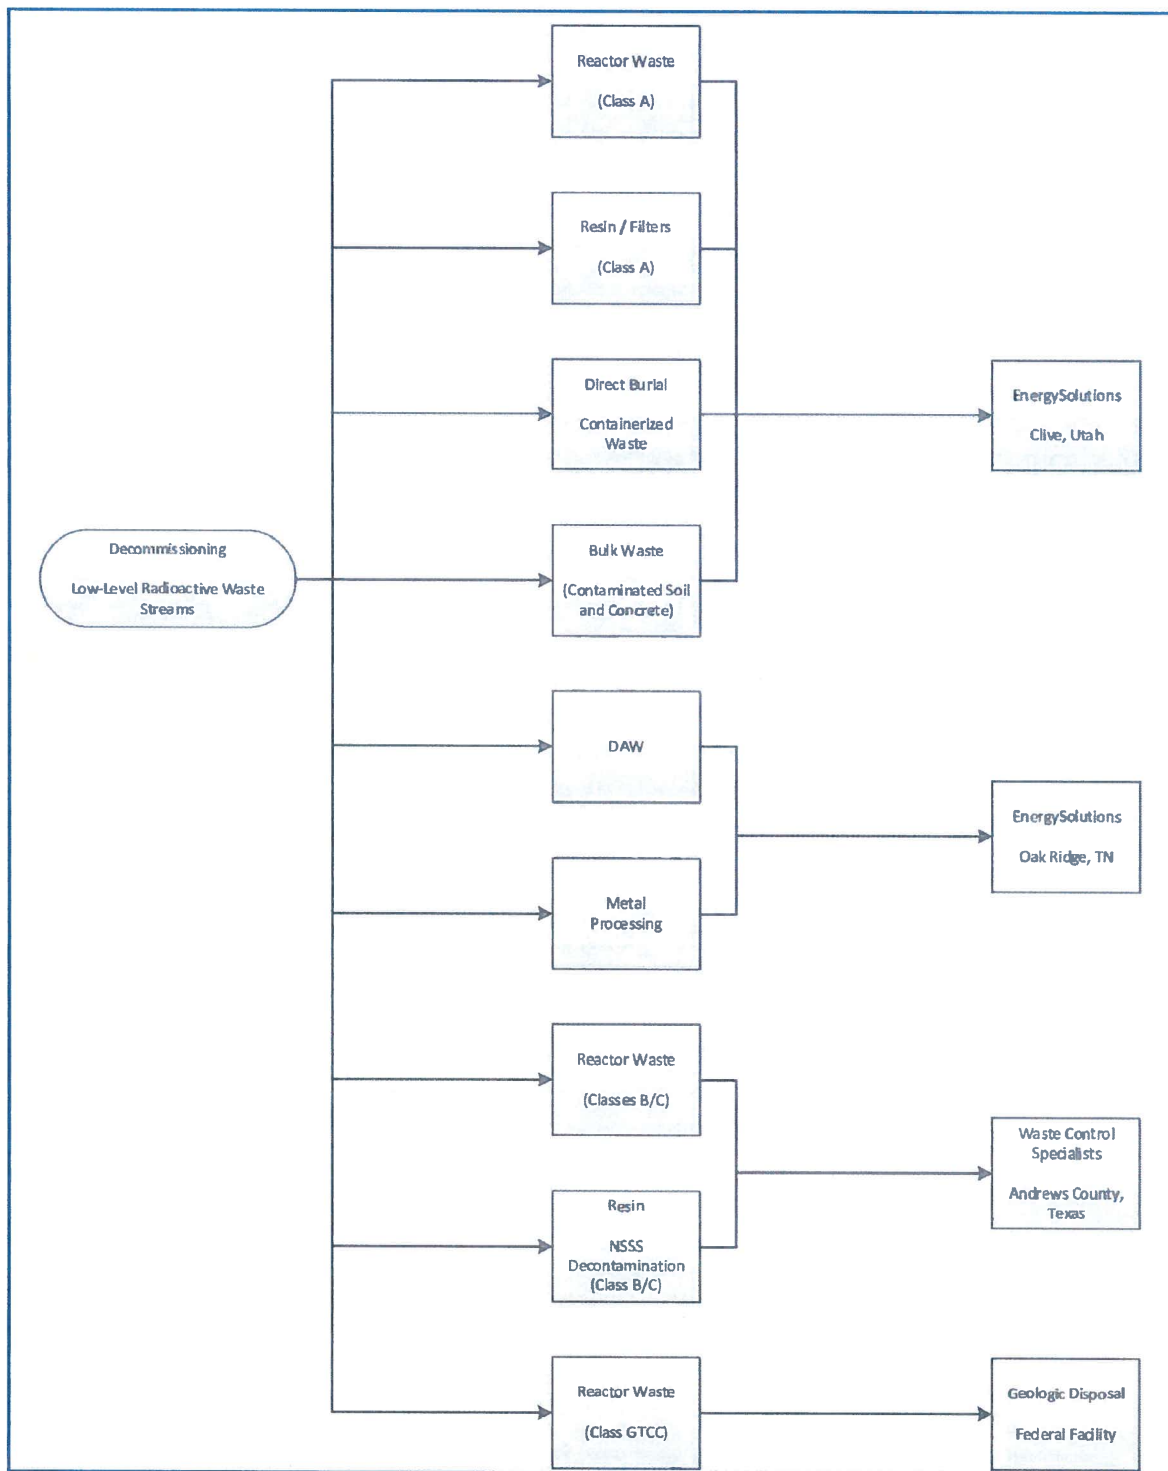 Reactor Waste
(Class A)
Resin / Filters
(Class A)
Direct Burial
Containerized
Waste
EnergySolutions
Clive, Utah
Decommissioning
Low-Level Radioactive Waste
Streams
Bulk Waste
(Contaminated Soil
and Concrete)
DAW
EnergySolutions
Oak Ridge, TN
Metal
Processing
Reactor Waste
(Classes B/C)
Waste Control
Specialists
Andrews County,
Texas
Resin
NSSS
Decontamination
(Class B/C)
Reactor Waste
(Class GTCC)
Geologic Disposal
Federal Facility